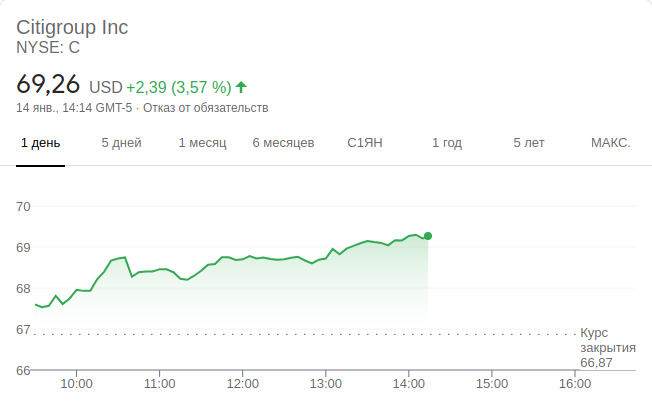 Citigroup Inc
NYSE: C
69,26 USD +2,39 (3,57 %)
14 янв., 14:14 GMT-5 · Отказ от обязательств
1 день 5 дней 1 месяц 6 месяцев С1ЯН 1 год 5 лет МАКС.
70
69
68
67
Курс
закрытия
66,87
66
10:00 11:00 12:00 13:00 14:00 15:00 16:00